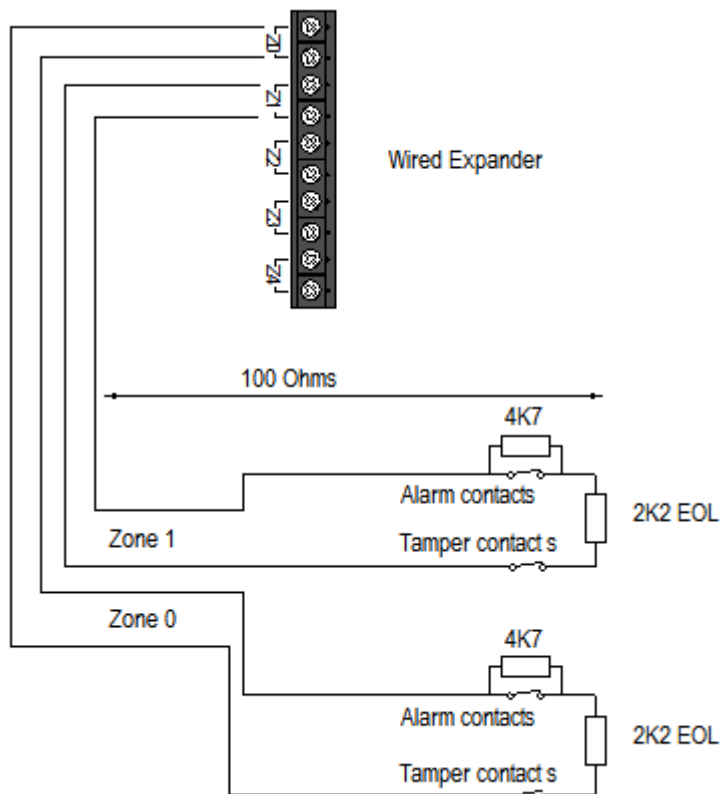 Z0
Z1
Z2
Z3
Z4
Wired Expander
100 Ohms
4K7
Alarm contacts
2K2 EOL
Zone 1
Tamper contact s
Zone 0
4K7
Alarm contacts
2K2 EOL
Tamper contact s